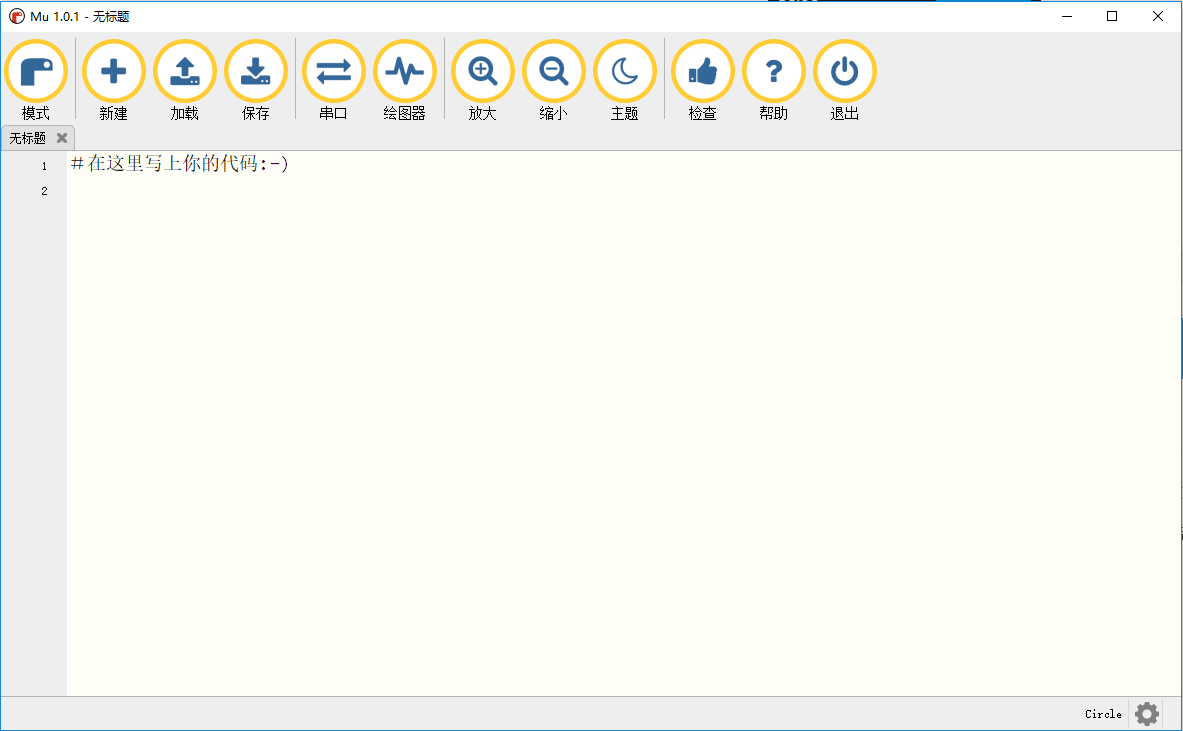 Mu 1.0.1 - 无标题
模式 新建 加载 保存 串口 绘图器 放大 缩小 主题 检查 帮助 退出
无标题
1 #在这里写上你的代码:-)
2
Circle